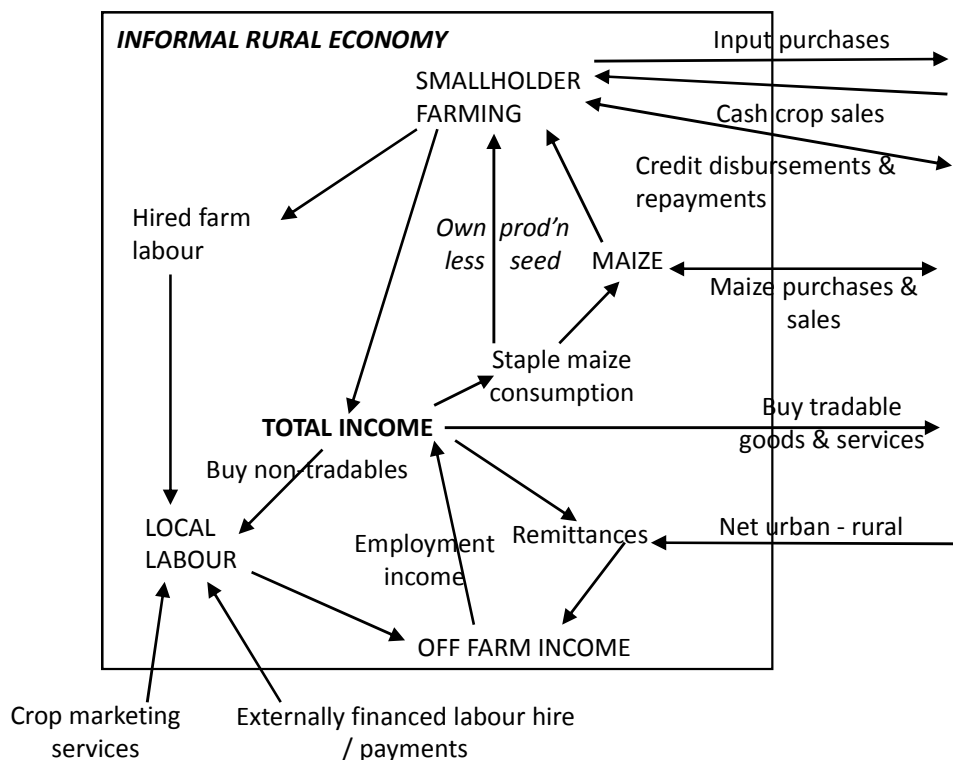 INFORMAL RURAL ECONOMY
Input purchases
SMALLHOLDER
FARMING
Cash crop sales
Credit disbursements &
repayments
Hired farm
labour
Own prod’n
less seed
MAIZE
Maize purchases &
sales
Staple maize
consumption
TOTAL INCOME
Buy tradable
goods & services
Buy non-tradables
LOCAL
LABOUR
Employment
income
Remittances
Net urban - rural
OFF FARM INCOME
Crop marketing
services
Externally financed labour hire
/ payments